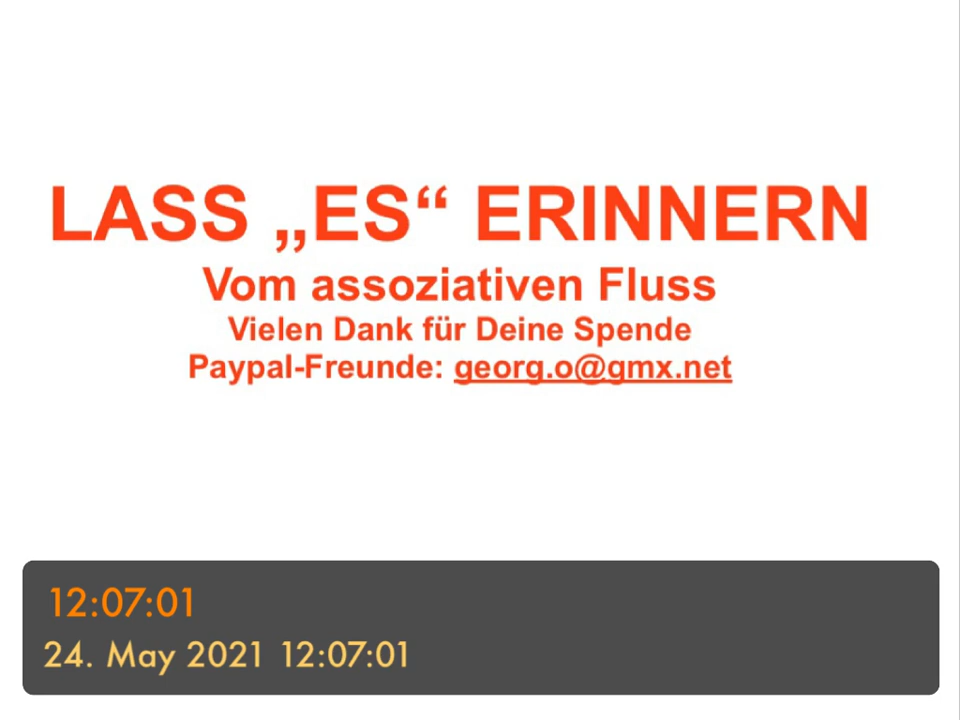 LASS „ES“ ERINNERN
Vom assoziativen Fluss
Vielen Dank für Deine Spende
Paypal-Freunde: georg.o@gmx.net
12:07:01
24. May 2021 12:07:01